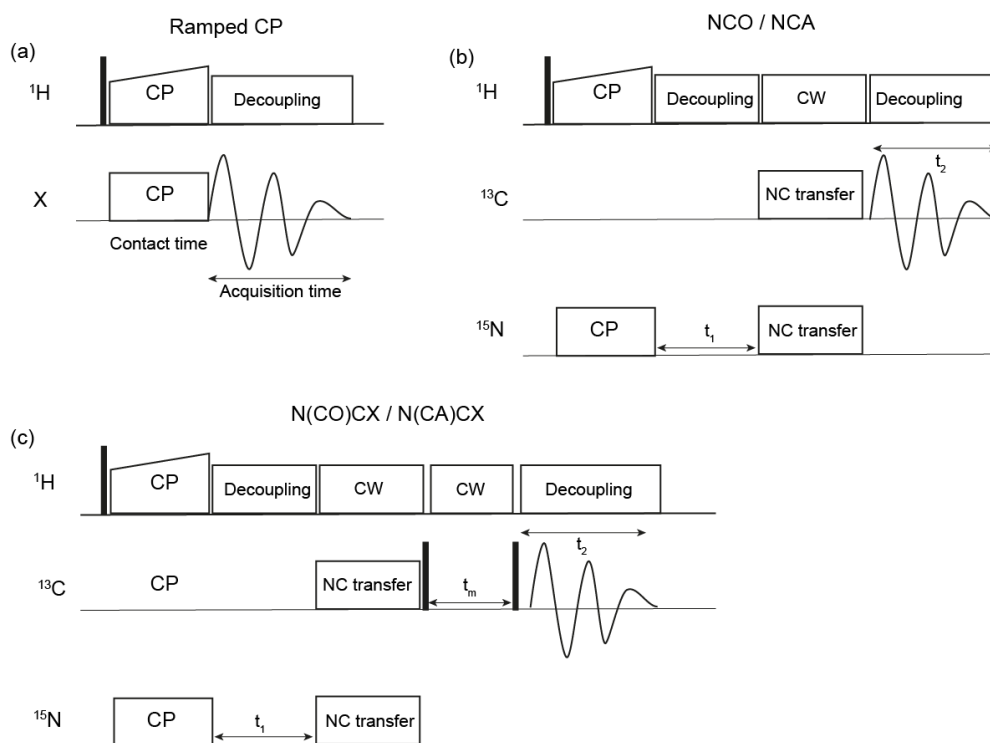 Ramped CP
(a)
¹H
CP
Decoupling
X
CP
Contact time
Acquisition time
NCO / NCA
(b)
¹H
CP
Decoupling
CW
Decoupling
t₂
¹³C
NC transfer
¹⁵N
CP
t₁
NC transfer
N(CO)CX / N(CA)CX
(c)
¹H
CP
Decoupling
CW
CW
Decoupling
t₂
¹³C
CP
NC transfer
tₘ
¹⁵N
CP
t₁
NC transfer